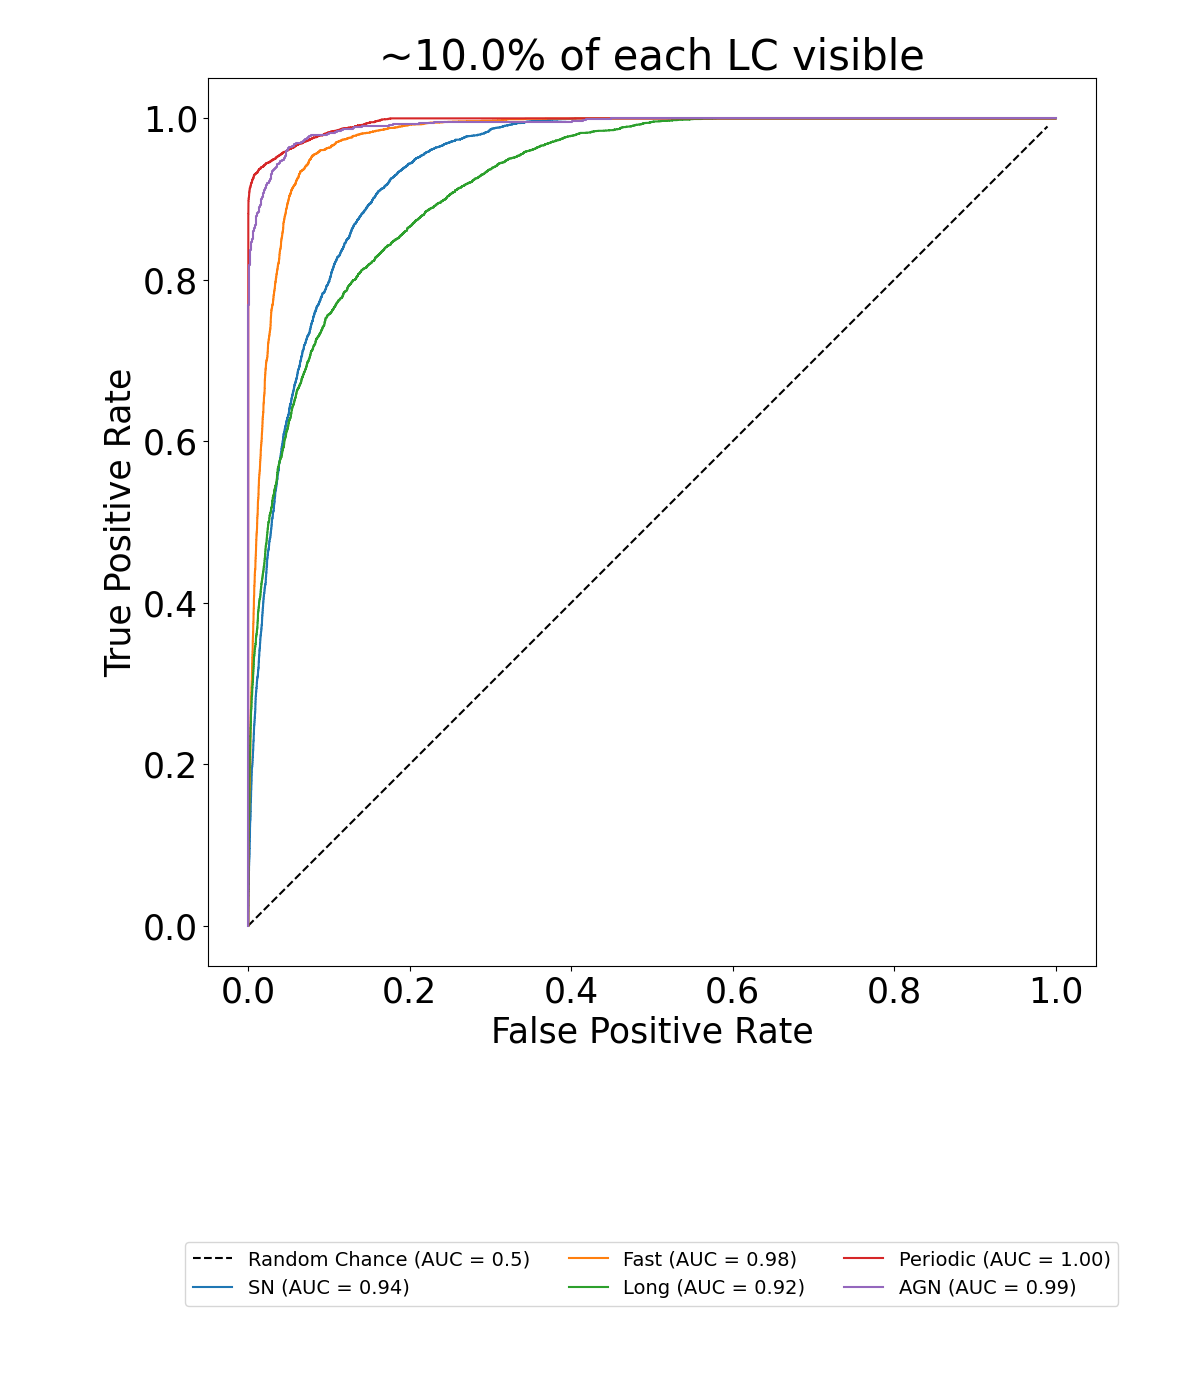 ~10.0% of each LC visible
True Positive Rate
1.0
0.8
0.6
0.4
0.2
0.0
0.0 0.2 0.4 0.6 0.8 1.0
False Positive Rate
Random Chance (AUC = 0.5) Fast (AUC = 0.98) Periodic (AUC = 1.00)
SN (AUC = 0.94) Long (AUC = 0.92) AGN (AUC = 0.99)